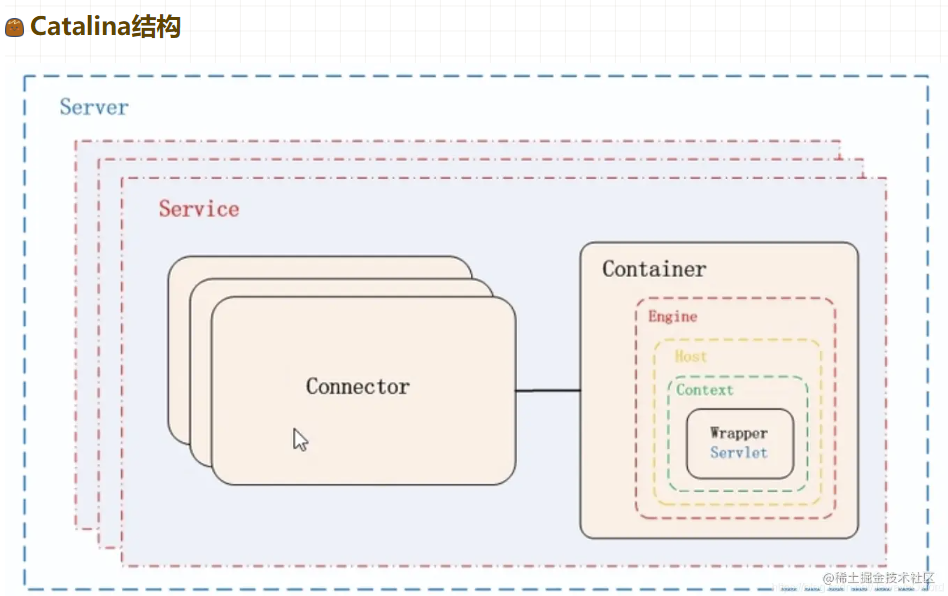 Catalina结构
Server
Service
Connector
Container
Engine
Host
Context
Wrapper
Servlet
@稀土掘金技术社区